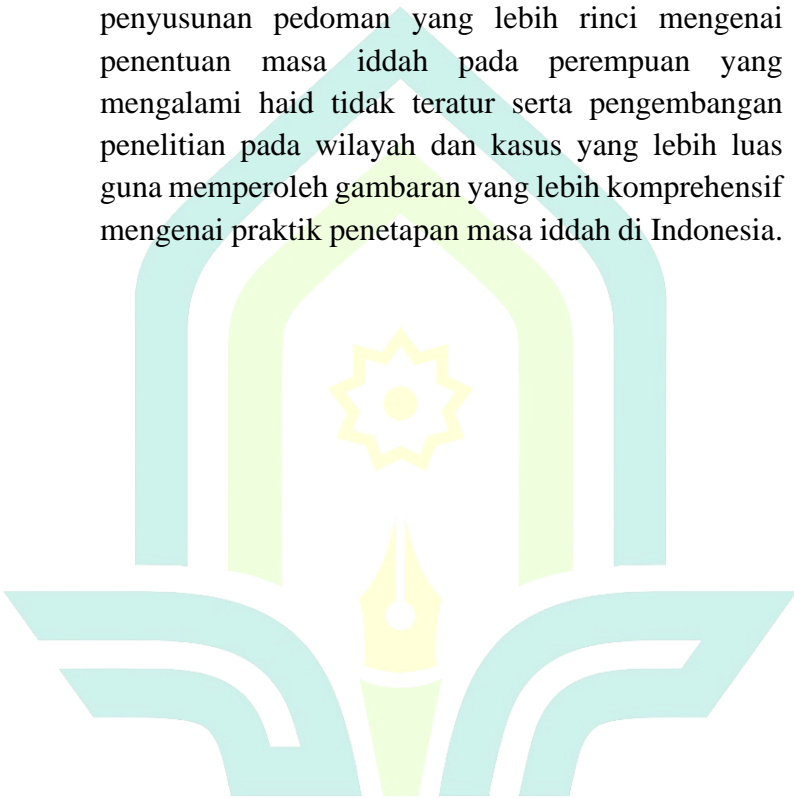 penyusunan pedoman yang lebih rinci mengenai
penentuan masa iddah pada perempuan yang
mengalami haid tidak teratur serta pengembangan
penelitian pada wilayah dan kasus yang lebih luas
guna memperoleh gambaran yang lebih komprehensif
mengenai praktik penetapan masa iddah di Indonesia.